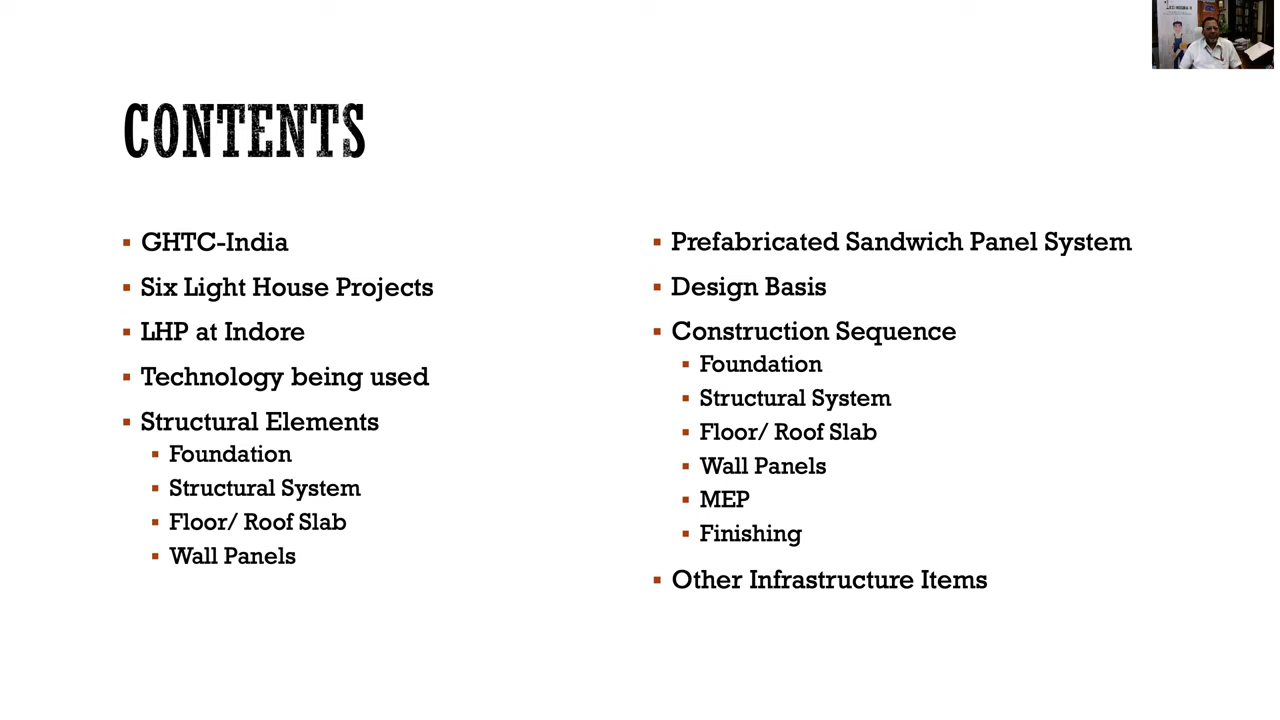 CONTENTS
GHTC-India
Six Light House Projects
LHP at Indore
Technology being used
Structural Elements
Foundation
Structural System
Floor/ Roof Slab
Wall Panels
Prefabricated Sandwich Panel System
Design Basis
Construction Sequence
Foundation
Structural System
Floor/ Roof Slab
Wall Panels
MEP
Finishing
Other Infrastructure Items